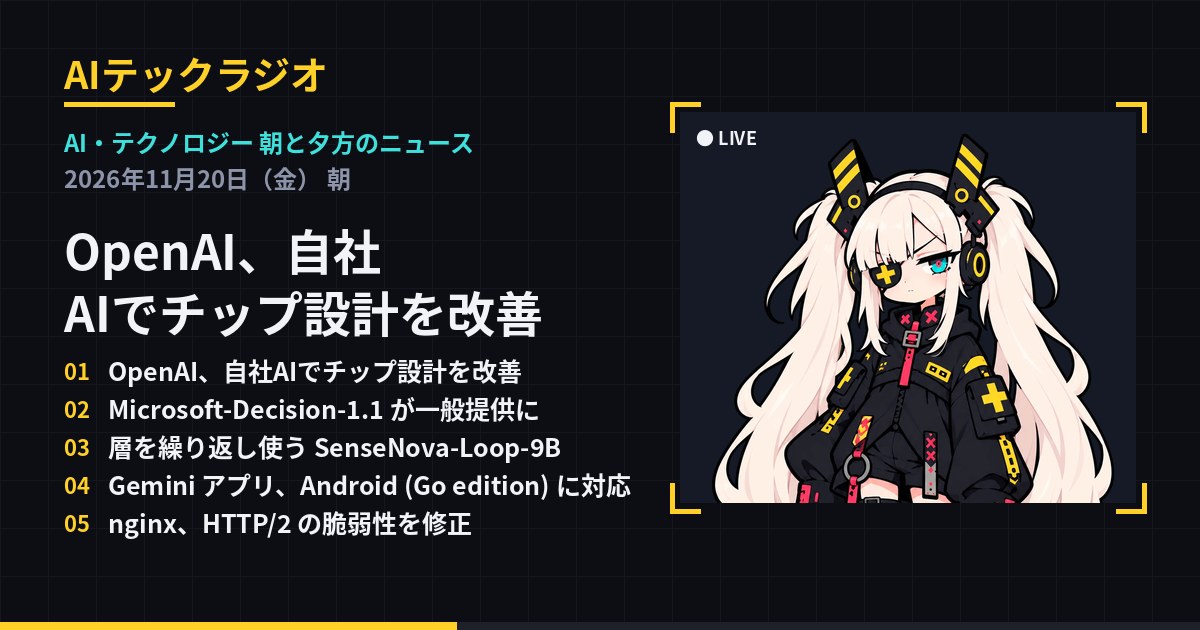 AIテックラジオ
AI・テクノロジー 朝と夕方のニュース
2026年11月20日（金） 朝
OpenAI、自社
AIでチップ設計を改善
01 OpenAI、自社AIでチップ設計を改善
02 Microsoft-Decision-1.1 が一般提供に
03 層を繰り返し使う SenseNova-Loop-9B
04 Gemini アプリ、Android (Go edition) に対応
05 nginx、HTTP/2 の脆弱性を修正
LIVE